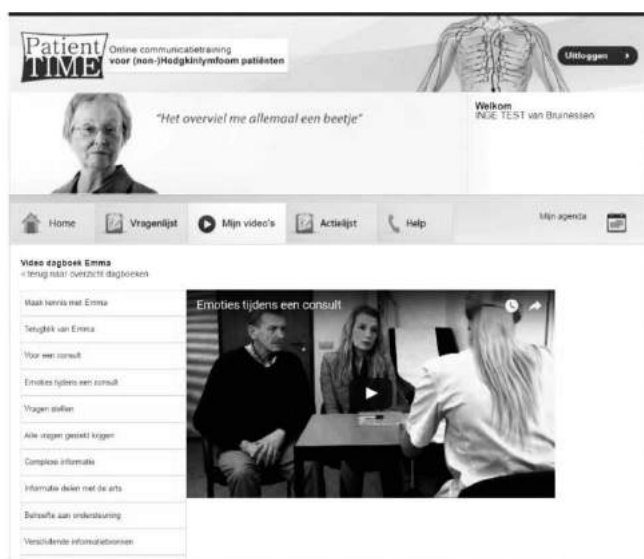 Patient
TIME
Online communicatietraining
voor (non-)Hodgkinlymfoom patiënten
Uitloggen
"Het overviel me allemaal een beetje"
Welkom
INGE TEST van Bruinessen
Home
Vragenlijst
Mijn video's
Actielijst
Help
Mijn agenda
Video dagboek Emma
< terug naar overzicht dagboeken
Maak kennis met Emma
Terugblik van Emma
Voor een consult
Emoties tijdens een consult
Vragen stellen
Alle vragen gesteld krijgen
Complexe informatie
Informatie delen met de arts
Behoefte aan ondersteuning
Verschillende informatiebronnen
Emoties tijdens een consult